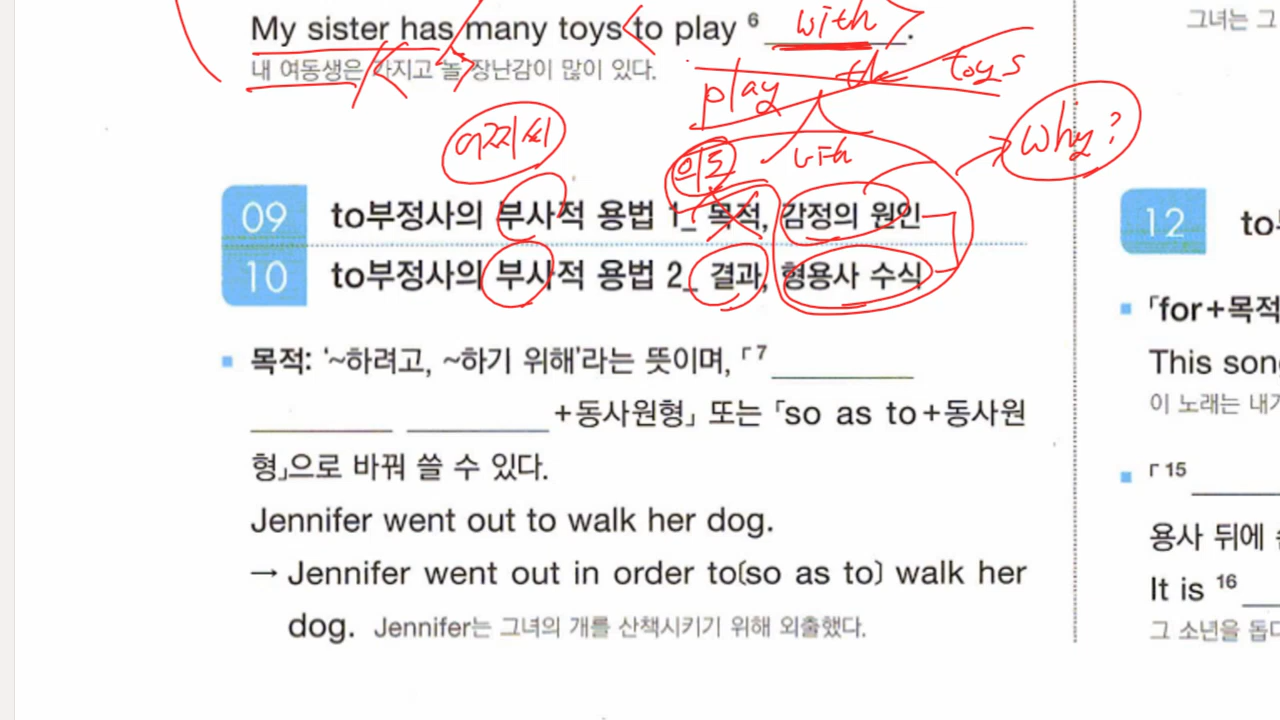 My sister has many toys to play 6 with.
내 여동생은 가지고 놀 장난감이 많이 있다.
play
the
toys
with
어찌씨
의도
Why?
09 to부정사의 부사적 용법 1_ 목적, 감정의 원인
10 to부정사의 부사적 용법 2_ 결과, 형용사 수식
목적: '~하려고, ~하기 위해'라는 뜻이며, 「7
+동사원형」 또는 「so as to+동사원
형」으로 바꿔 쓸 수 있다.
Jennifer went out to walk her dog.
→ Jennifer went out in order to(so as to) walk her
dog. Jennifer는 그녀의 개를 산책시키기 위해 외출했다.
그녀는 그
12 to
「for+목적
This son
이 노래는 내
「15
용사 뒤에
It is 16
그 소년을 돕